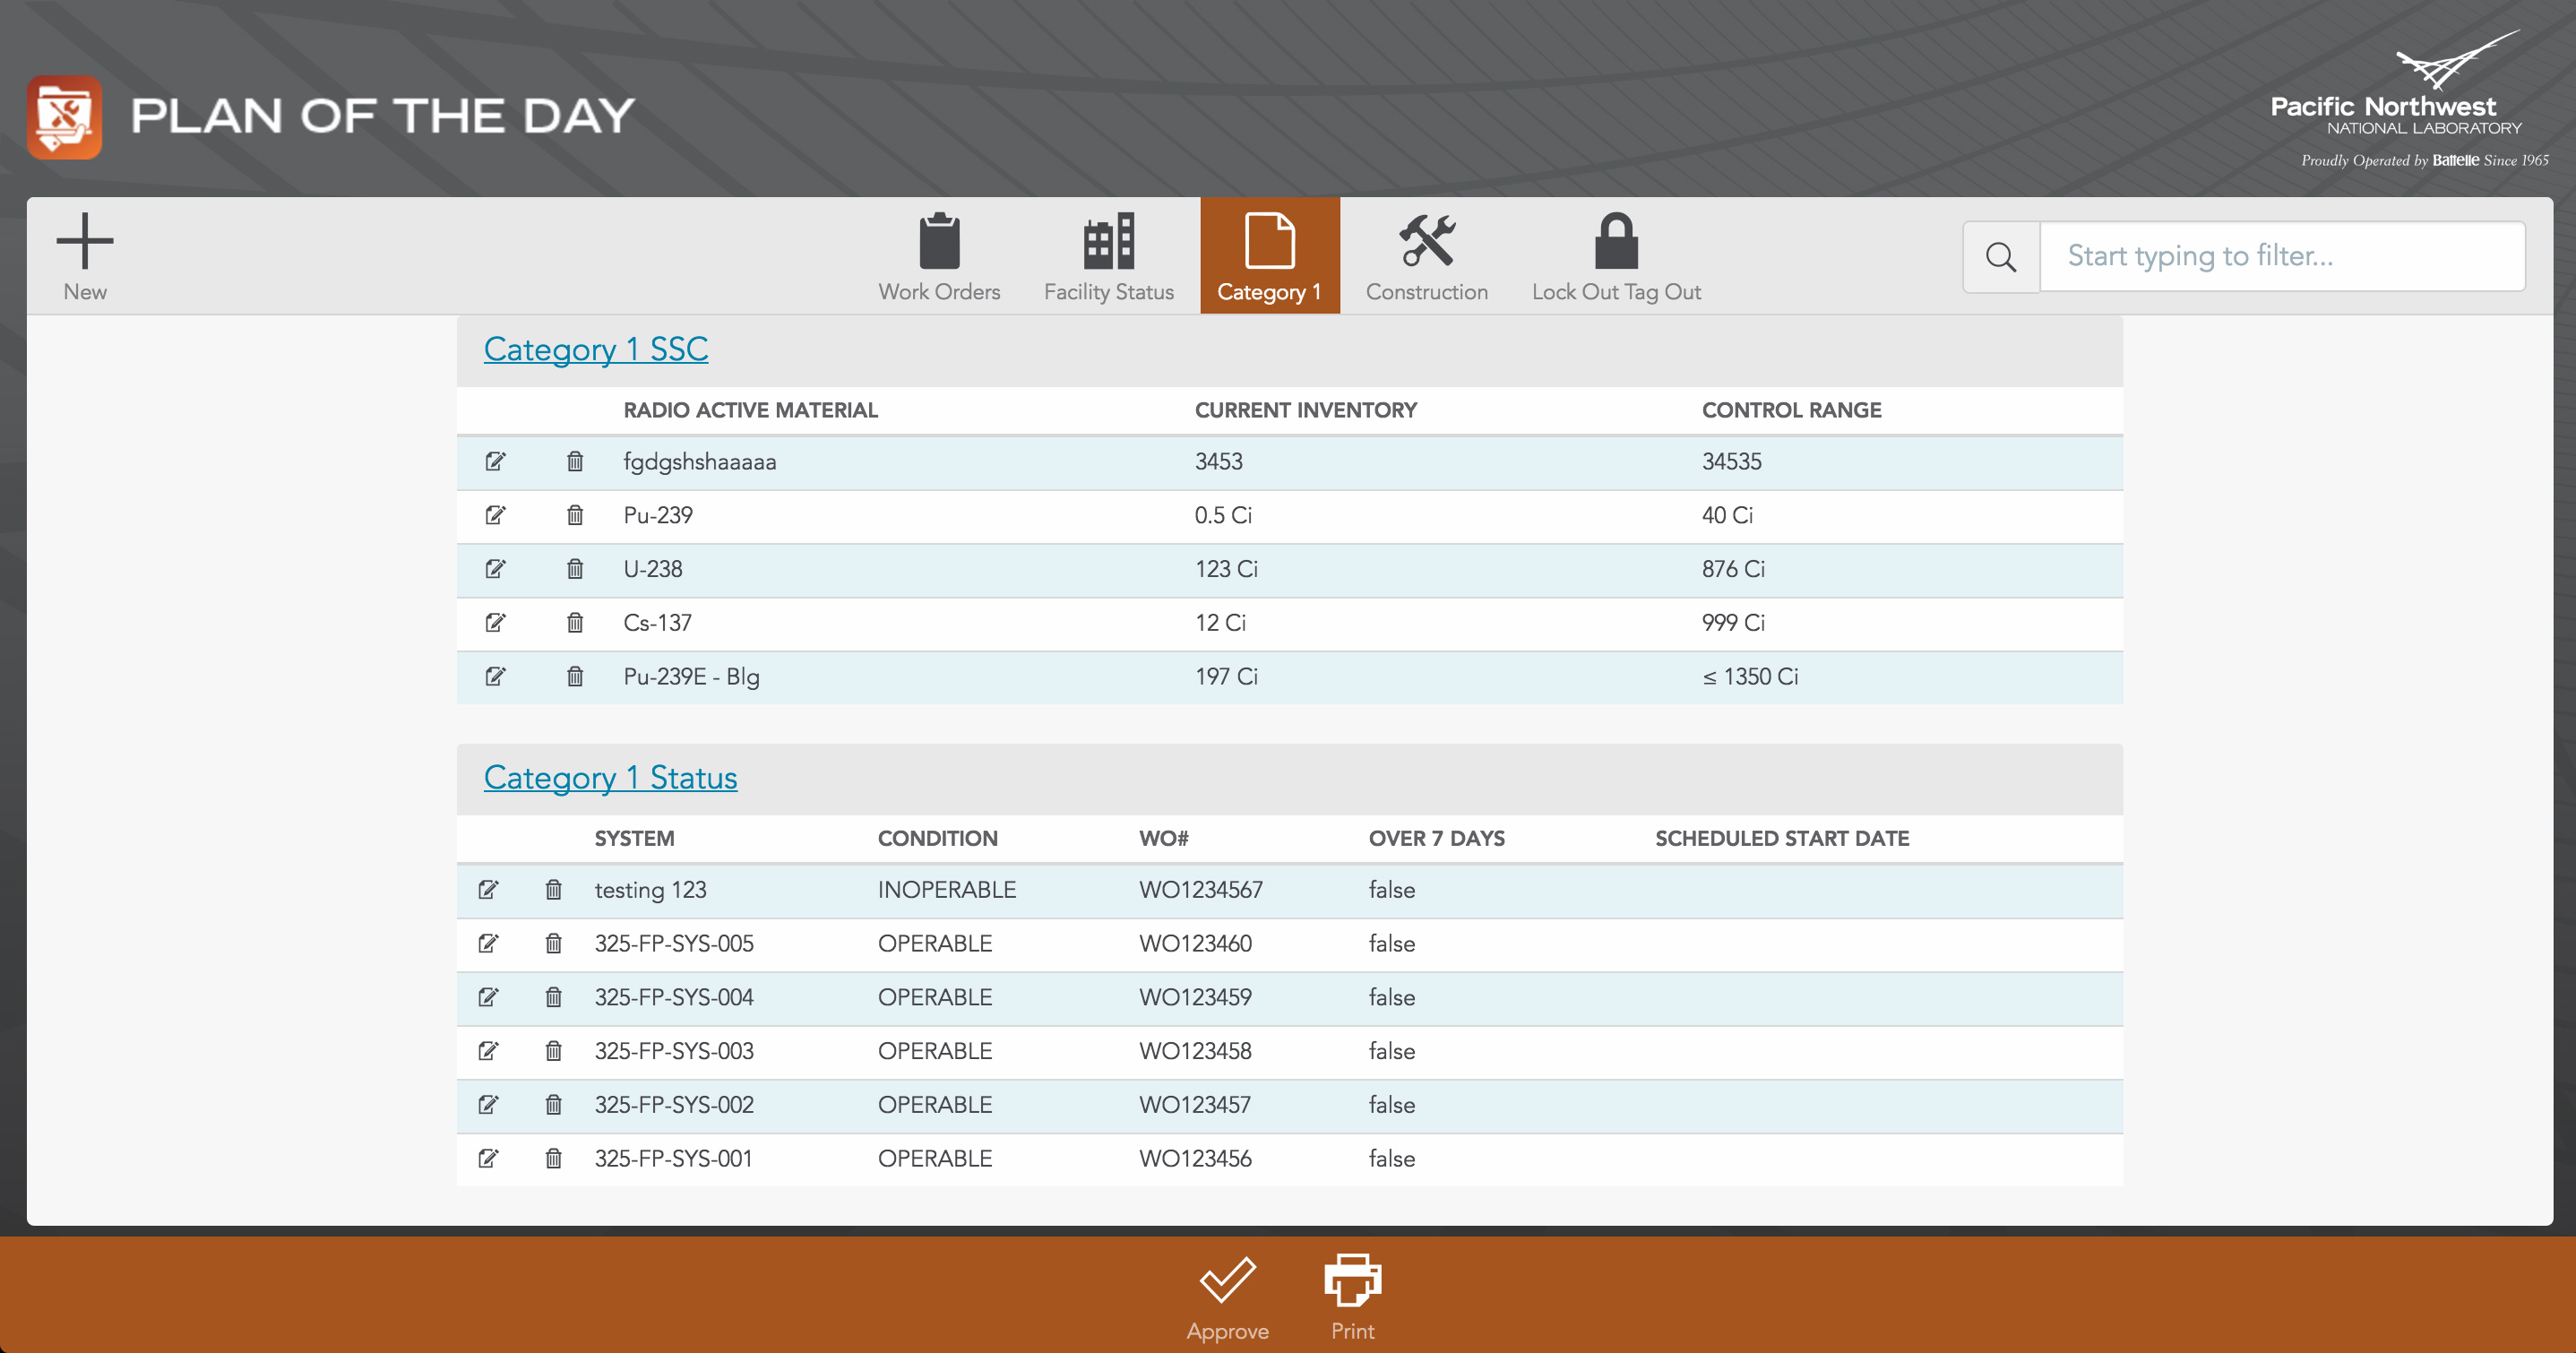 PLAN OF THE DAY
Pacific Northwest
NATIONAL LABORATORY
Proudly Operated by Battelle Since 1965
New
Work Orders
Facility Status
Category 1
Construction
Lock Out Tag Out
Start typing to filter...
Category 1 SSC
RADIO ACTIVE MATERIAL CURRENT INVENTORY CONTROL RANGE
fgdgshshaaaaa 3453 34535
Pu-239 0.5 Ci 40 Ci
U-238 123 Ci 876 Ci
Cs-137 12 Ci 999 Ci
Pu-239E - Blg 197 Ci ≤ 1350 Ci
Category 1 Status
SYSTEM CONDITION WO# OVER 7 DAYS SCHEDULED START DATE
testing 123 INOPERABLE WO1234567 false
325-FP-SYS-005 OPERABLE WO123460 false
325-FP-SYS-004 OPERABLE WO123459 false
325-FP-SYS-003 OPERABLE WO123458 false
325-FP-SYS-002 OPERABLE WO123457 false
325-FP-SYS-001 OPERABLE WO123456 false
Approve
Print